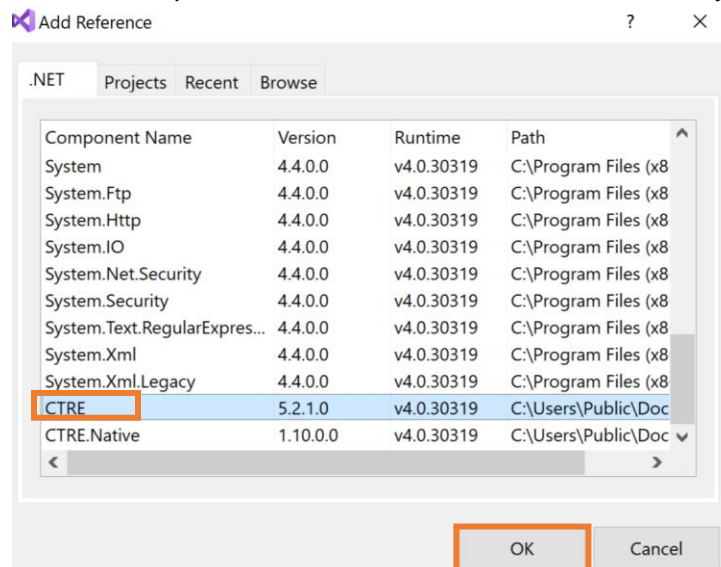 Add Reference ? ×
.NET Projects Recent Browse
Component Name Version Runtime Path
System 4.4.0.0 v4.0.30319 C:\Program Files (x8
System.Ftp 4.4.0.0 v4.0.30319 C:\Program Files (x8
System.Http 4.4.0.0 v4.0.30319 C:\Program Files (x8
System.IO 4.4.0.0 v4.0.30319 C:\Program Files (x8
System.Net.Security 4.4.0.0 v4.0.30319 C:\Program Files (x8
System.Security 4.4.0.0 v4.0.30319 C:\Program Files (x8
System.Text.RegularExpres... 4.4.0.0 v4.0.30319 C:\Program Files (x8
System.Xml 4.4.0.0 v4.0.30319 C:\Program Files (x8
System.Xml.Legacy 4.4.0.0 v4.0.30319 C:\Program Files (x8
CTRE 5.2.1.0 v4.0.30319 C:\Users\Public\Doc
CTRE.Native 1.10.0.0 v4.0.30319 C:\Users\Public\Doc
OK Cancel